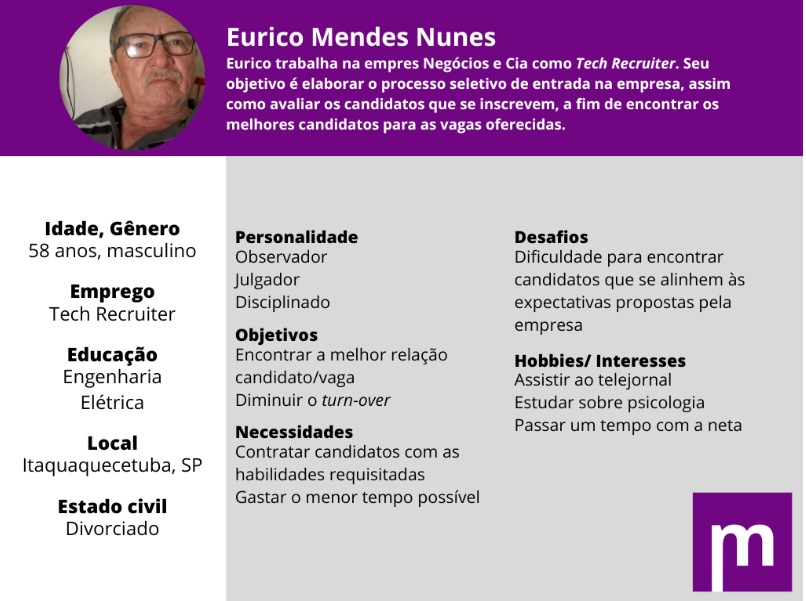 Eurico Mendes Nunes
Eurico trabalha na empres Negócios e Cia como Tech Recruiter. Seu
objetivo é elaborar o processo seletivo de entrada na empresa, assim
como avaliar os candidatos que se inscrevem, a fim de encontrar os
melhores candidatos para as vagas oferecidas.
Idade, Gênero
58 anos, masculino
Emprego
Tech Recruiter
Educação
Engenharia
Elétrica
Local
Itaquaquecetuba, SP
Estado civil
Divorciado
Personalidade
Observador
Julgador
Disciplinado
Objetivos
Encontrar a melhor relação
candidato/vaga
Diminuir o turn-over
Necessidades
Contratar candidatos com as
habilidades requisitadas
Gastar o menor tempo possível
Desafios
Dificuldade para encontrar
candidatos que se alinhem às
expectativas propostas pela
empresa
Hobbies/ Interesses
Assistir ao telejornal
Estudar sobre psicologia
Passar um tempo com a neta
m